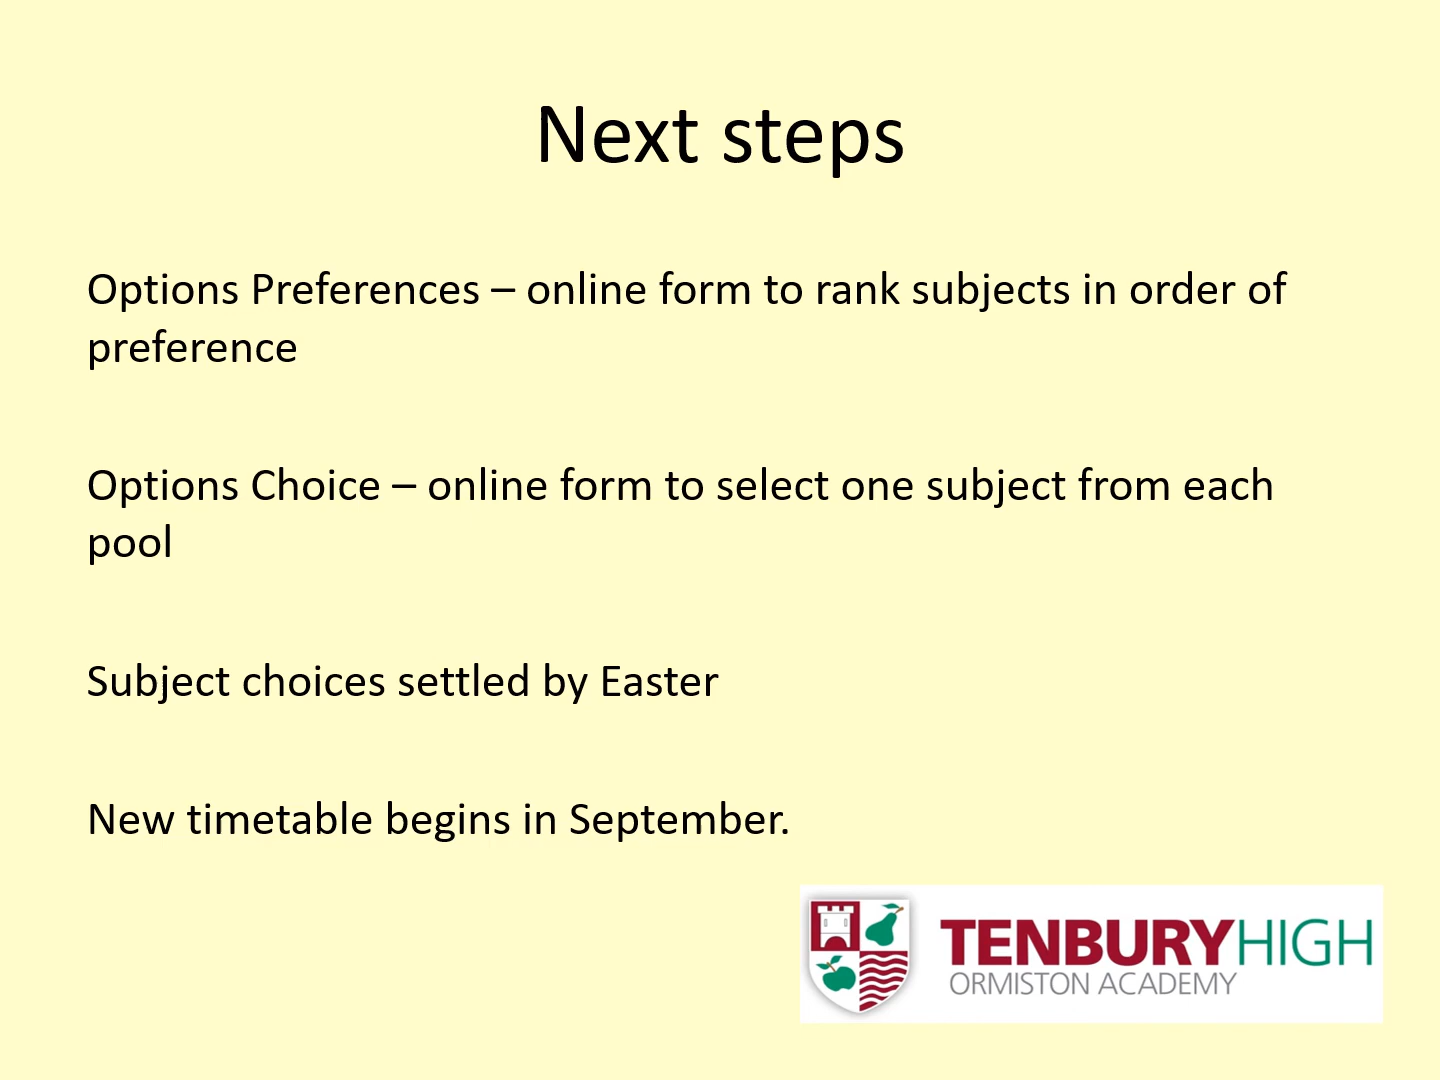 Next steps
Options Preferences – online form to rank subjects in order of
preference
Options Choice – online form to select one subject from each
pool
Subject choices settled by Easter
New timetable begins in September.
TENBURYHIGH
ORMISTON ACADEMY